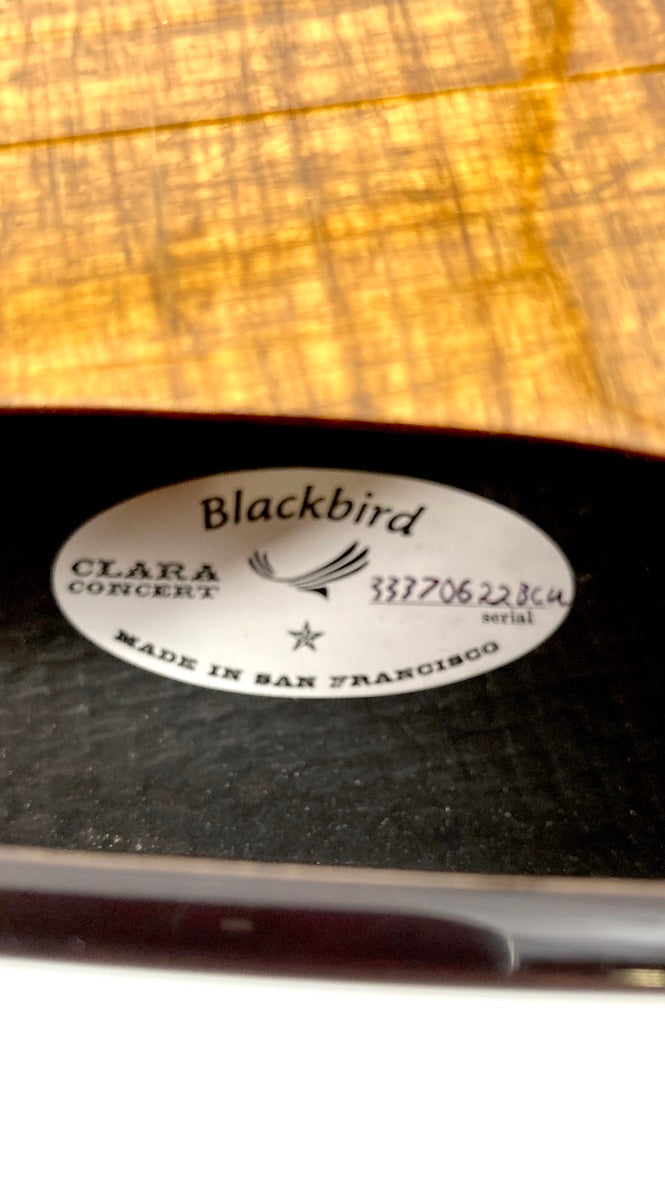 Blackbird
CLARA
CONCERT
33370622BCU
serial
MADE IN SAN FRANCISCO